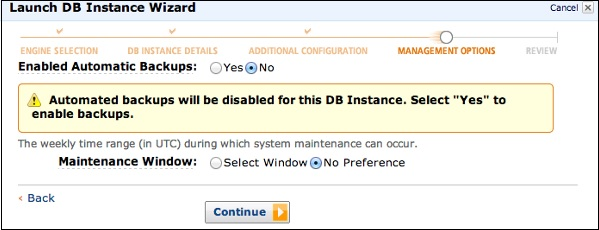 Launch DB Instance Wizard
Cancel
ENGINE SELECTION DB INSTANCE DETAILS ADDITIONAL CONFIGURATION MANAGEMENT OPTIONS REVIEW
Enabled Automatic Backups: Yes No
Automated backups will be disabled for this DB Instance. Select "Yes" to
enable backups.
The weekly time range (in UTC) during which system maintenance can occur.
Maintenance Window: Select Window No Preference
< Back
Continue